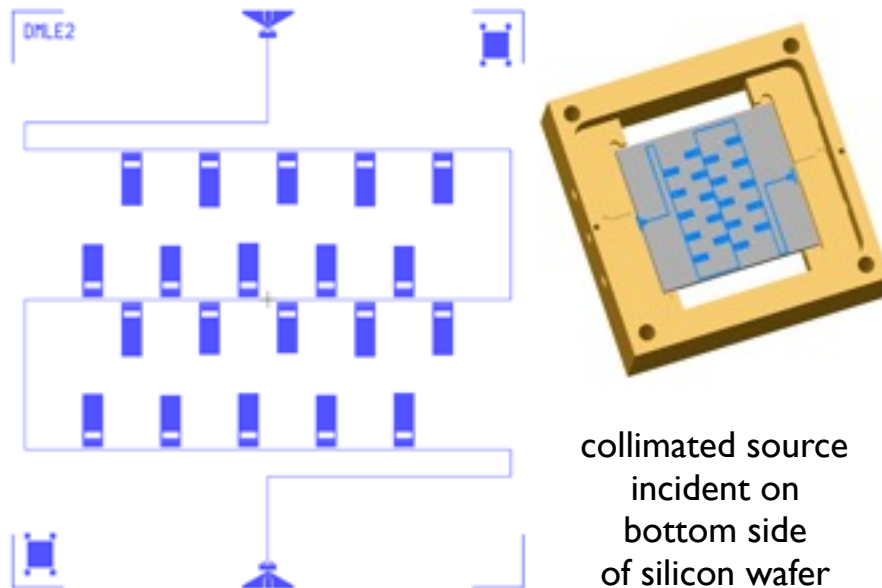 DMLE2
collimated source
incident on
bottom side
of silicon wafer